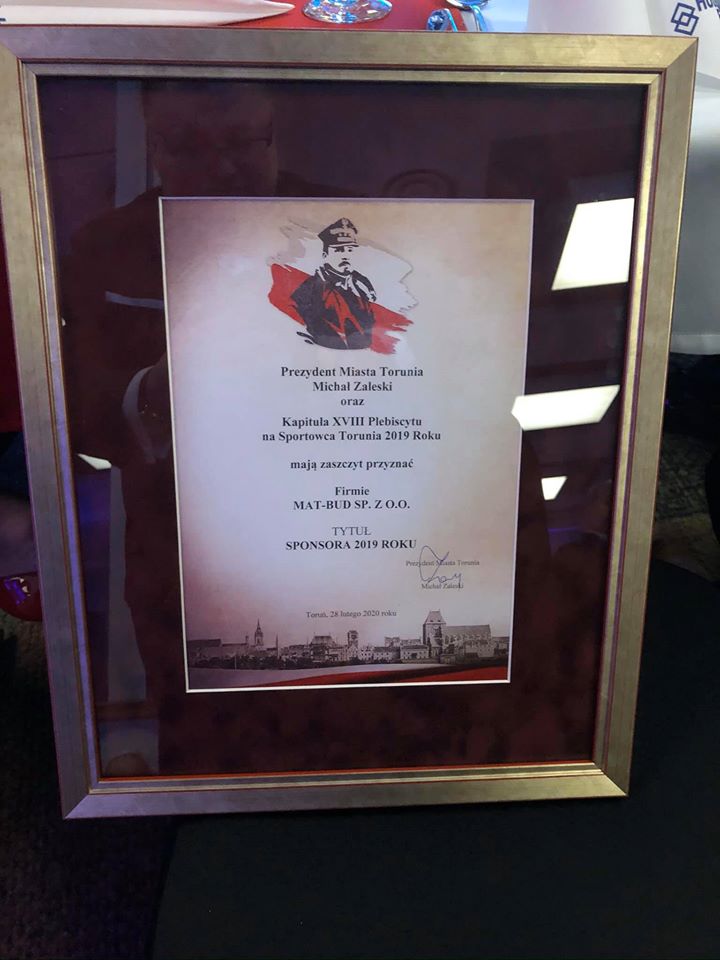 Prezydent Miasta Torunia
Michał Zaleski
oraz
Kapituła XVIII Plebiscytu
na Sportowca Torunia 2019 Roku
mają zaszczyt przyznać
Firmie
MAT-BUD SP. Z O.O.
TYTUŁ
SPONSORA 2019 ROKU
Prezydent Miasta Torunia
Michał Zaleski
Toruń, 28 lutego 2020 roku